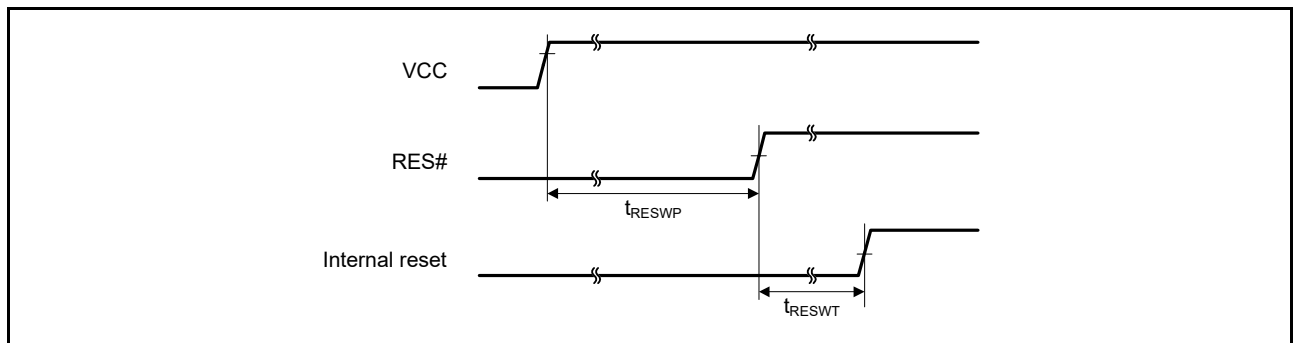 VCC
RES#
tRESWP
Internal reset
tRESWT